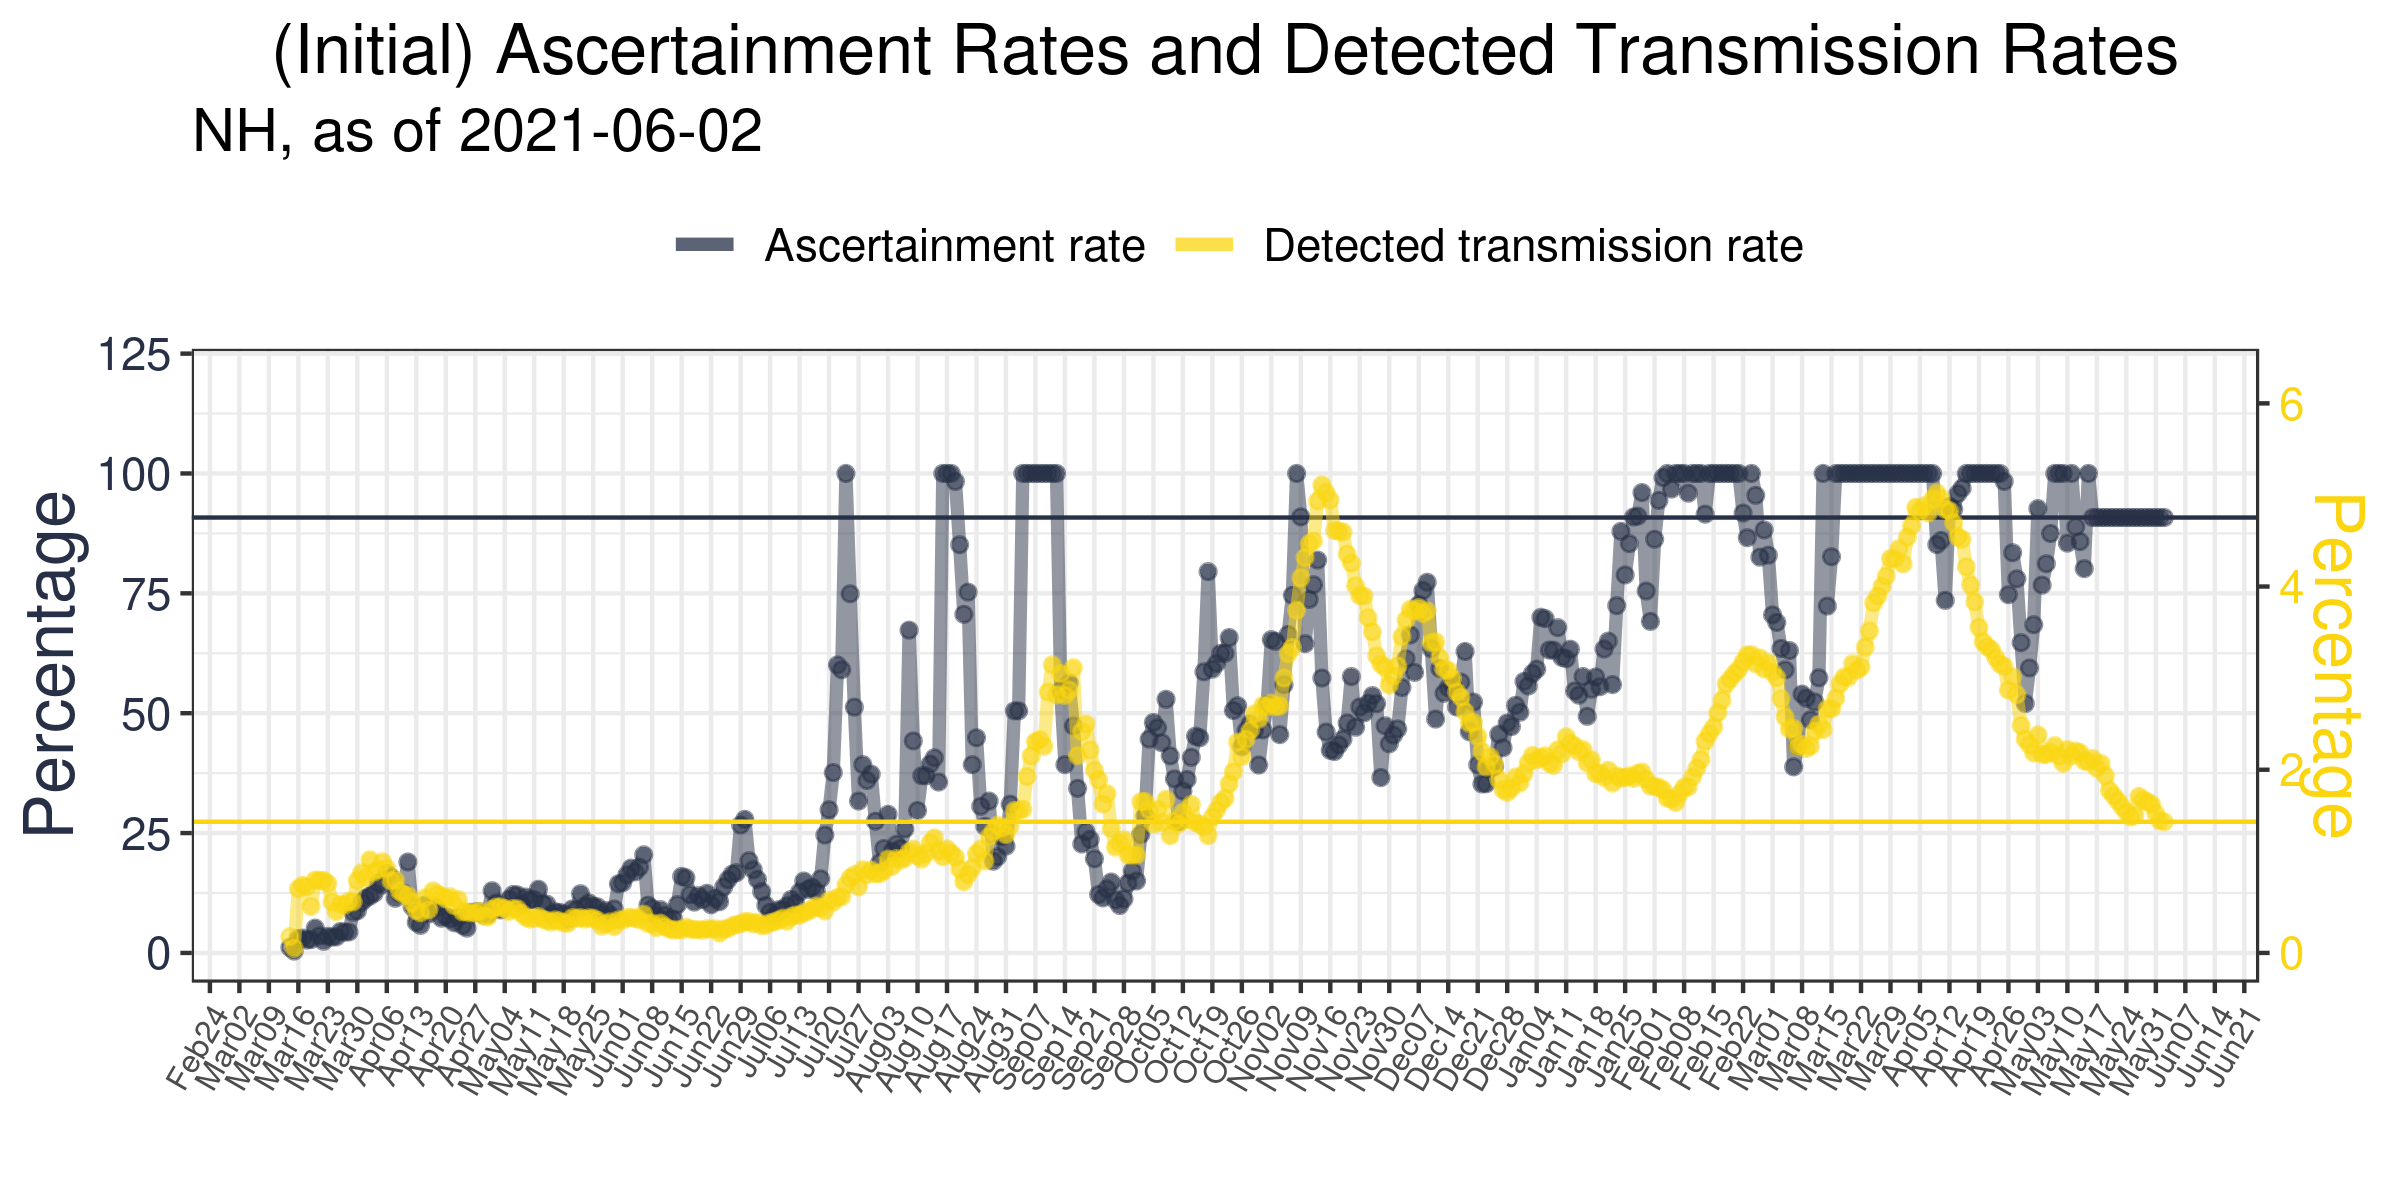 (Initial) Ascertainment Rates and Detected Transmission Rates
NH, as of 2021-06-02
Ascertainment rate
Detected transmission rate
125
100
75
50
25
0
Percentage
6
4
2
0
Percentage
Feb24
Mar02
Mar09
Mar16
Mar23
Mar30
Apr06
Apr13
Apr20
Apr27
May04
May11
May18
May25
Jun01
Jun08
Jun15
Jun22
Jun29
Jul06
Jul13
Jul20
Jul27
Aug03
Aug10
Aug17
Aug24
Aug31
Sep07
Sep14
Sep21
Sep28
Oct05
Oct12
Oct19
Oct26
Nov02
Nov09
Nov16
Nov23
Nov30
Dec07
Dec14
Dec21
Dec28
Jan04
Jan11
Jan18
Jan25
Feb01
Feb08
Feb15
Feb22
Mar01
Mar08
Mar15
Mar22
Mar29
Apr05
Apr12
Apr19
Apr26
May03
May10
May17
May24
May31
Jun07
Jun14
Jun21